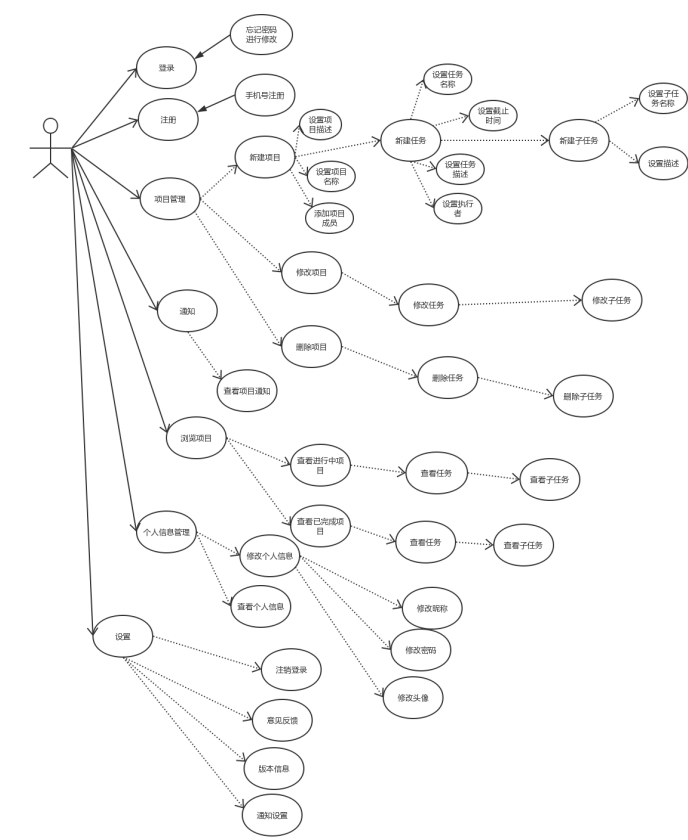 忘记密码
进行修改
登录
手机号注册
注册
设置任务
名称
设置截止
时间
设置子任
务名称
设置项
目描述
新建项目
新建任务
新建子任务
设置描述
设置项目
名称
设置任务
描述
项目管理
添加项目
成员
设置执行
者
修改项目
修改任务
修改子任务
通知
删除项目
查看项目通知
删除任务
删除子任务
浏览项目
查看进行中项
目
查看任务
查看子任务
个人信息管理
查看已完成项
目
查看任务
查看子任务
修改个人信息
查看个人信息
修改昵称
设置
修改密码
注销登录
修改头像
意见反馈
版本信息
通知设置